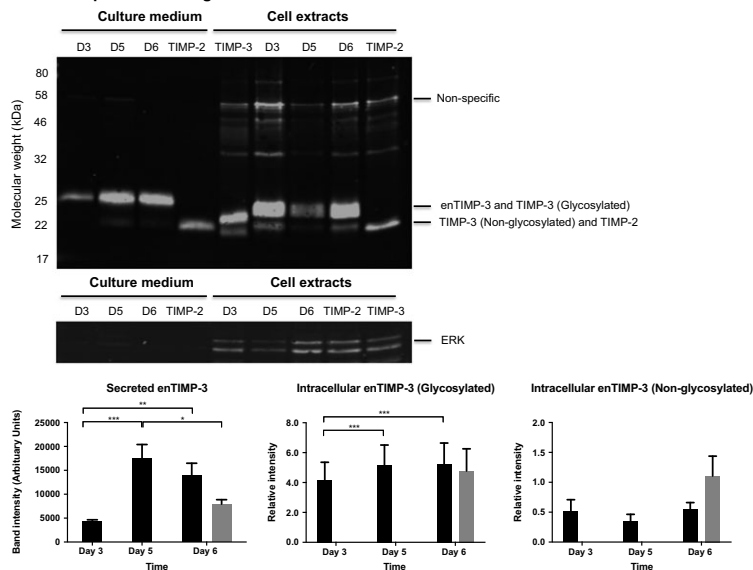 Culture medium Cell extracts
D3 D5 D6 TIMP-2 TIMP-3 D3 D5 D6 TIMP-2
Molecular weight (kDa)
80
58
46
32
25
22
17
Non-specific
enTIMP-3 and TIMP-3 (Glycosylated)
TIMP-3 (Non-glycosylated) and TIMP-2
Culture medium Cell extracts
D3 D5 D6 TIMP-2 D3 D5 D6 TIMP-2 TIMP-3
ERK
Secreted enTIMP-3
Band intensity (Arbituary Units)
25000
20000
15000
10000
5000
0
**
*** *
Day 3 Day 5 Day 6
Time
Intracellular enTIMP-3 (Glycosylated)
Relative intensity
8.0
6.0
4.0
2.0
0.0
***
***
Day 3 Day 5 Day 6
Time
Intracellular enTIMP-3 (Non-glycosylated)
Relative intensity
2.0
1.5
1.0
0.5
0.0
Day 3 Day 5 Day 6
Time